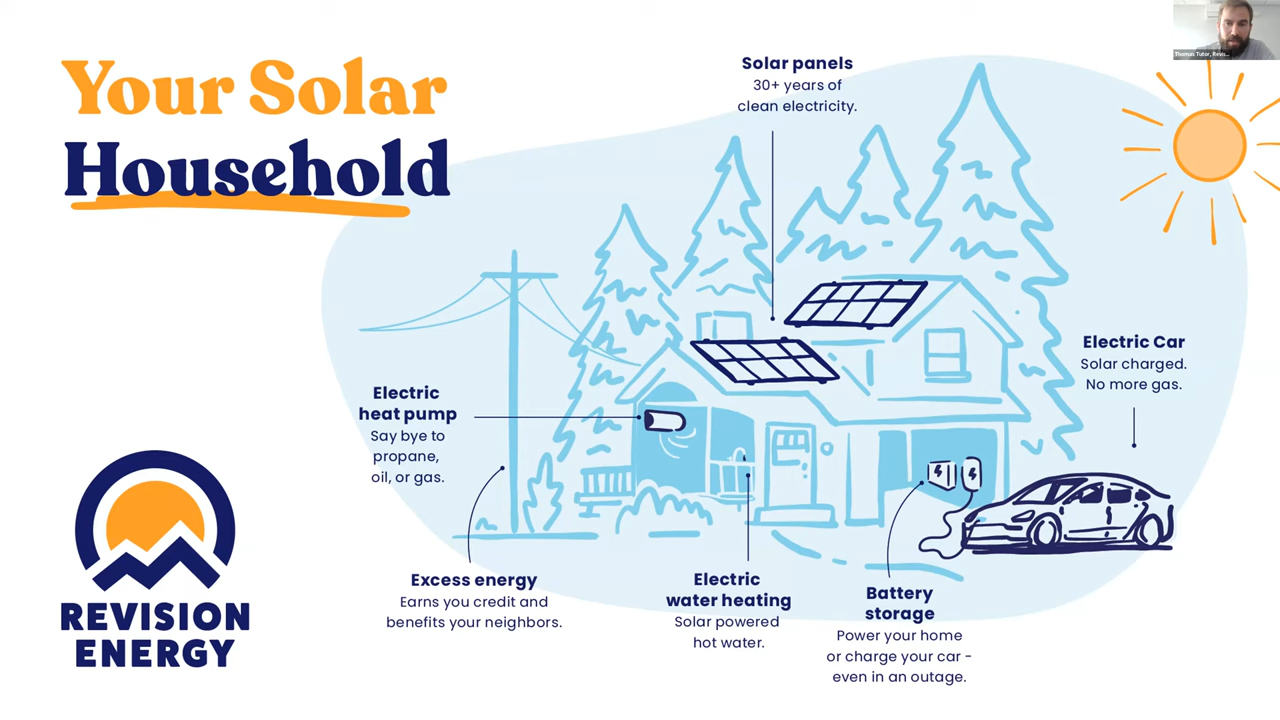 Your Solar
Household
Solar panels
30+ years of
clean electricity.
Thomas Tutor, Revis...
Electric Car
Solar charged.
No more gas.
Electric
heat pump
Say bye to
propane,
oil, or gas.
Excess energy
Earns you credit and
benefits your neighbors.
Electric
water heating
Solar powered
hot water.
Battery
storage
Power your home
or charge your car -
even in an outage.
REVISION
ENERGY